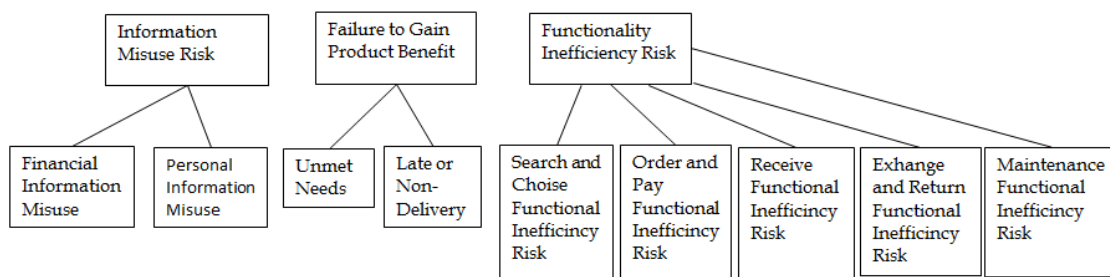 Information
Misuse Risk
Failure to Gain
Product Benefit
Functionality
Inefficiency Risk
Financial
Information
Misuse
Personal
Information
Misuse
Unmet
Needs
Late or
Non-
Delivery
Search and
Choise
Functional
Inefficincy
Risk
Order and
Pay
Functional
Inefficincy
Risk
Receive
Functional
Inefficincy
Risk
Exhange
and Return
Functional
Inefficincy
Risk
Maintenance
Functional
Inefficincy
Risk